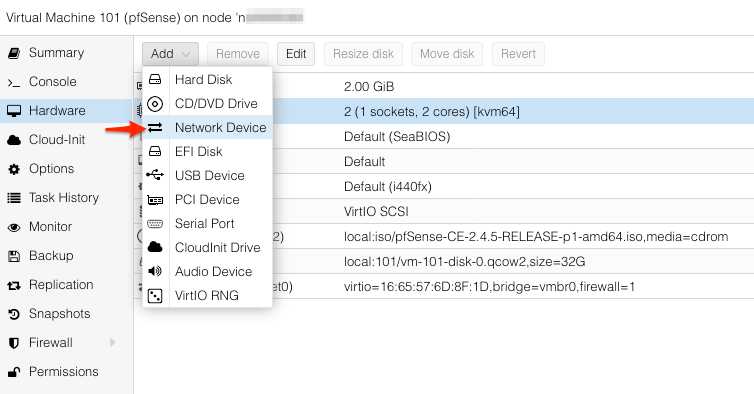 Virtual Machine 101 (pfSense) on node 'n
Summary
Console
Hardware
Cloud-Init
Options
Task History
Monitor
Backup
Replication
Snapshots
Firewall
Permissions
Add Remove Edit Resize disk Move disk Revert
Hard Disk
CD/DVD Drive
Network Device
EFI Disk
USB Device
PCI Device
Serial Port
CloudInit Drive
Audio Device
VirtIO RNG
2.00 GiB
2 (1 sockets, 2 cores) [kvm64]
Default (SeaBIOS)
Default
Default (i440fx)
VirtIO SCSI
2) local:iso/pfSense-CE-2.4.5-RELEASE-p1-amd64.iso,media=cdrom
local:101/vm-101-disk-0.qcow2,size=32G
et0) virtio=16:65:57:6D:8F:1D,bridge=vmbr0,firewall=1